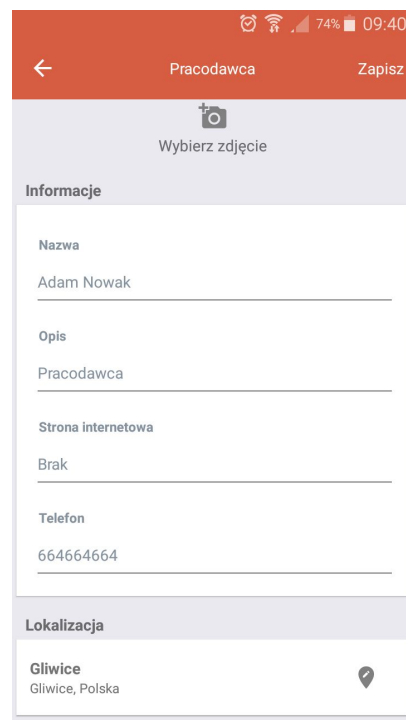 74% 09:40
Pracodawca Zapisz
Wybierz zdjęcie
Informacje
Nazwa
Adam Nowak
Opis
Pracodawca
Strona internetowa
Brak
Telefon
664664664
Lokalizacja
Gliwice
Gliwice, Polska